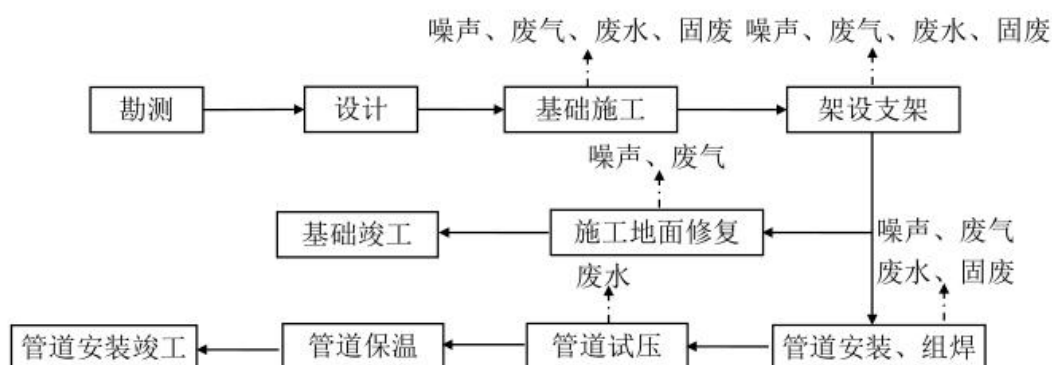 噪声、废气、废水、固废
噪声、废气、废水、固废
勘测
设计
基础施工
架设支架
噪声、废气
基础竣工
施工地面修复
噪声、废气
废水、固废
废水
管道安装竣工
管道保温
管道试压
管道安装、组焊